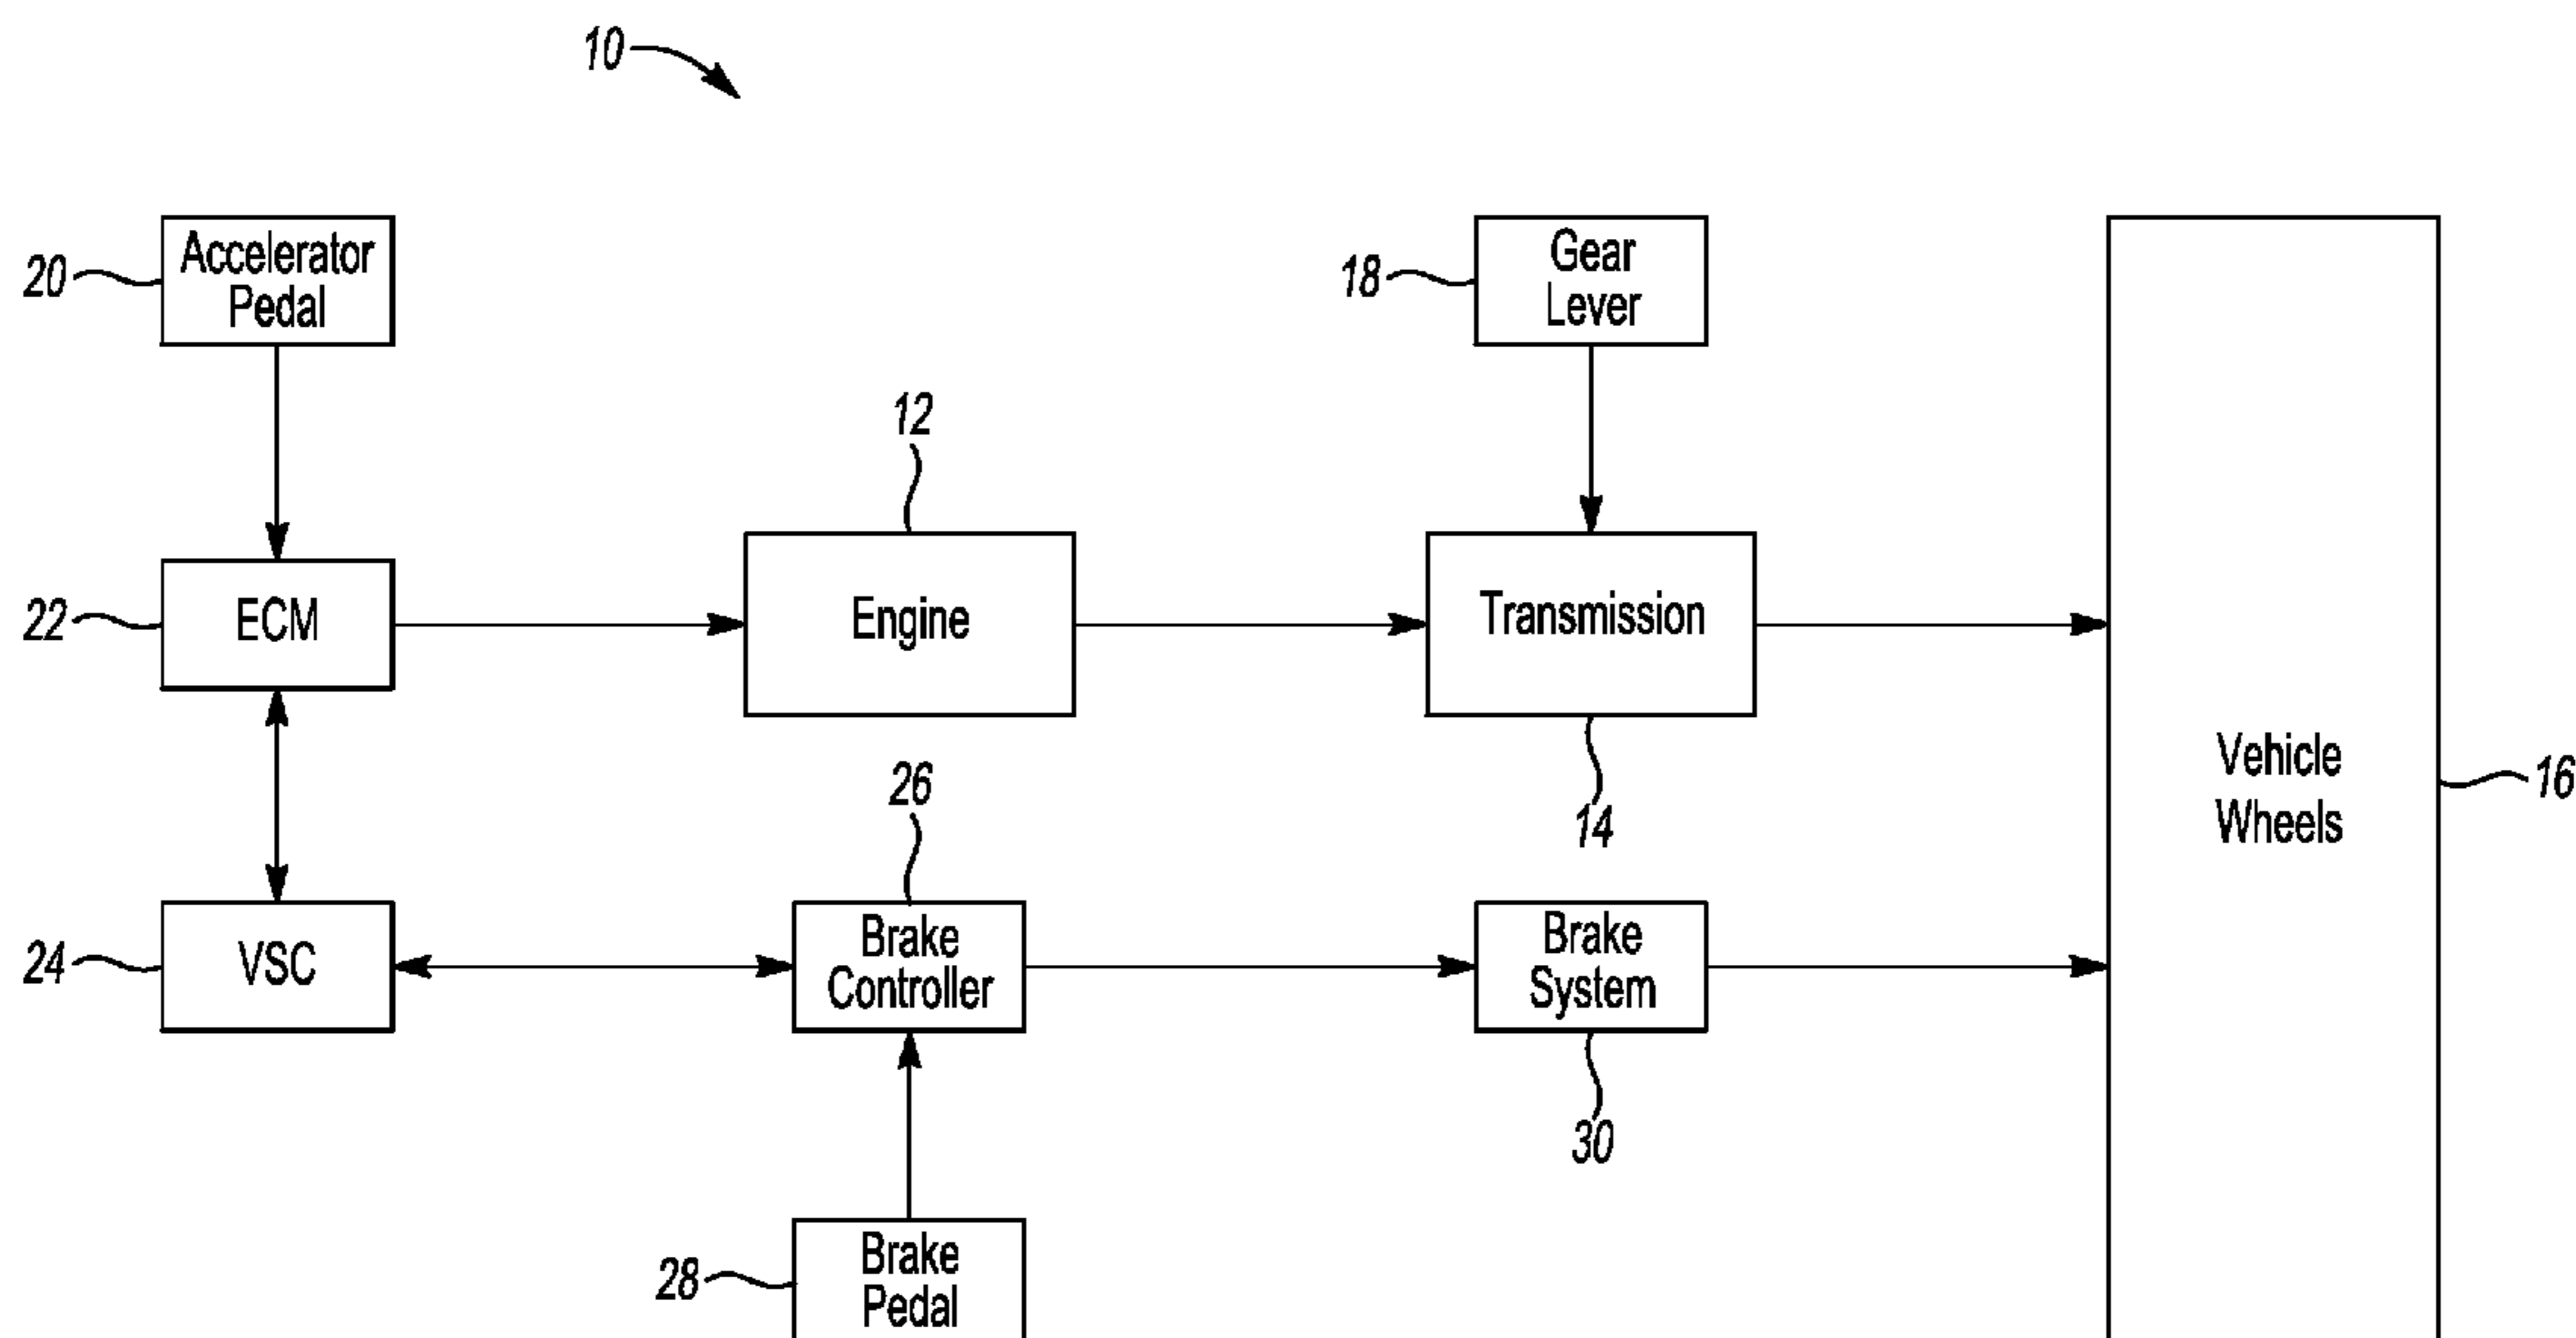 10
20
Accelerator
Pedal
18
Gear
Lever
12
22
ECM
Engine
Transmission
Vehicle
Wheels
16
26
14
24
VSC
Brake
Controller
Brake
System
30
28
Brake
Pedal